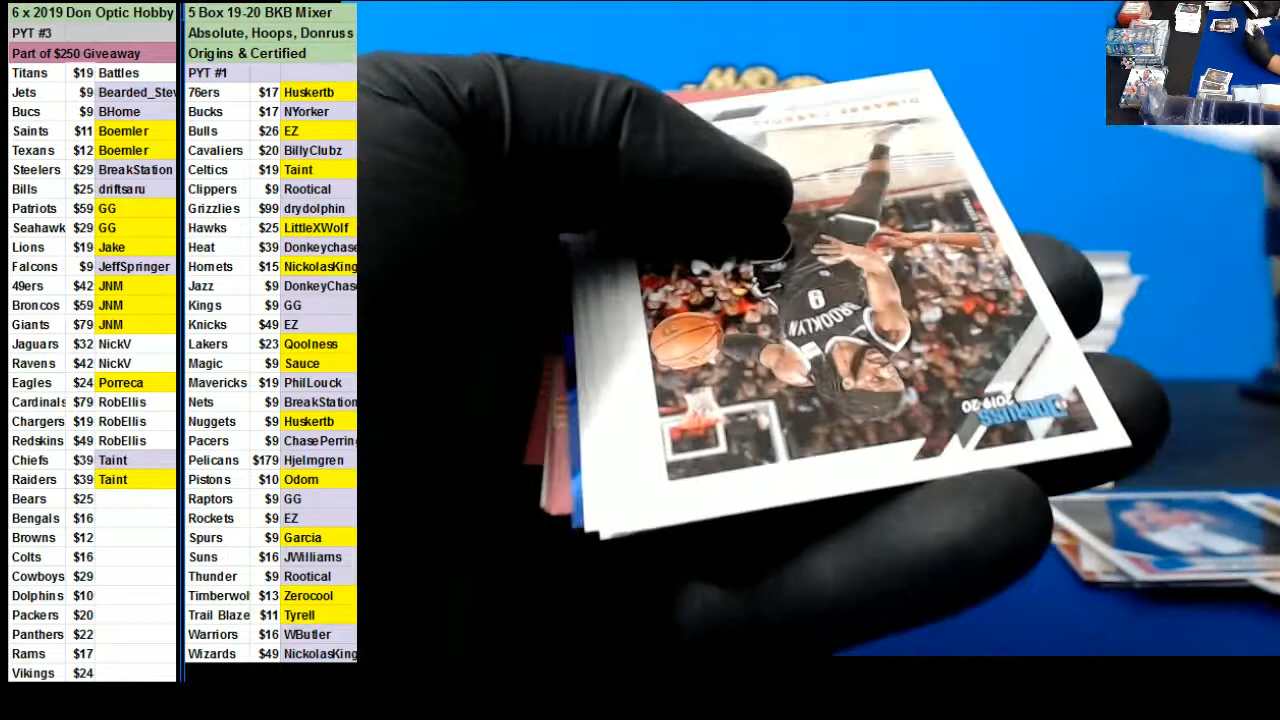 6 x 2019 Don Optic Hobby
PYT #3
Part of $250 Giveaway
Titans $19 Battles
Jets $9 Bearded_Stev
Bucs $9 BHome
Saints $11 Boemler
Texans $12 Boemler
Steelers $29 BreakStation
Bills $25 driftsaru
Patriots $59 GG
Seahawk $29 GG
Lions $19 Jake
Falcons $9 JeffSpringer
49ers $42 JNM
Broncos $59 JNM
Giants $79 JNM
Jaguars $32 NickV
Ravens $42 NickV
Eagles $24 Porreca
Cardinals $79 RobEllis
Chargers $19 RobEllis
Redskins $49 RobEllis
Chiefs $39 Taint
Raiders $39 Taint
Bears $25
Bengals $16
Browns $12
Colts $16
Cowboys $29
Dolphins $10
Packers $20
Panthers $22
Rams $17
Vikings $24
5 Box 19-20 BKB Mixer
Absolute, Hoops, Donruss
Origins & Certified
PYT #1
76ers $17 Huskertb
Bucks $17 NYorker
Bulls $26 EZ
Cavaliers $20 BillyClubz
Celtics $19 Taint
Clippers $9 Rootical
Grizzlies $99 drydolphin
Hawks $25 LittleXWolf
Heat $39 Donkeychase
Hornets $15 NickolasKing
Jazz $9 DonkeyChas
Kings $9 GG
Knicks $49 EZ
Lakers $23 Qoolness
Magic $9 Sauce
Mavericks $19 PhilLouck
Nets $9 BreakStation
Nuggets $9 Huskertb
Pacers $9 ChasePerrin
Pelicans $179 Hjelmgren
Pistons $10 Odom
Raptors $9 GG
Rockets $9 EZ
Spurs $9 Garcia
Suns $16 JWilliams
Thunder $9 Rootical
Timberwol $13 Zerocool
Trail Blaze $11 Tyrell
Warriors $16 WButler
Wizards $49 NickolasKing
BROOKLYN
9
2019-20
DONRUSS